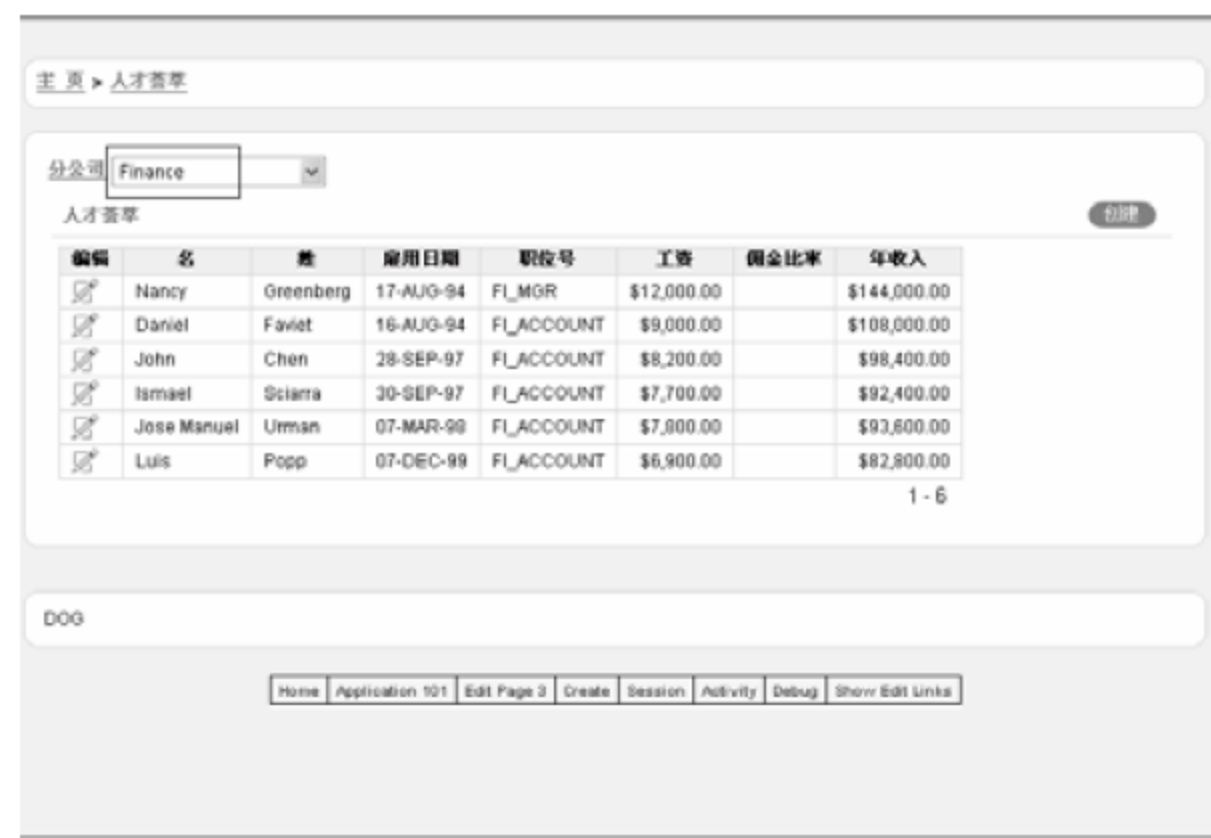 主 页 > 人才荟萃
分公司 Finance
人才荟萃 创建
编辑 名 姓 雇用日期 职位号 工资 佣金比率 年收入
Nancy Greenberg 17-AUG-94 FI_MGR $12,000.00 $144,000.00
Daniel Faviet 16-AUG-94 FI_ACCOUNT $9,000.00 $108,000.00
John Chen 28-SEP-97 FI_ACCOUNT $8,200.00 $98,400.00
Ismael Sciarra 30-SEP-97 FI_ACCOUNT $7,700.00 $92,400.00
Jose Manuel Urman 07-MAR-98 FI_ACCOUNT $7,800.00 $93,600.00
Luis Popp 07-DEC-99 FI_ACCOUNT $6,900.00 $82,800.00
1 - 6
DOG
Home Application 101 Edit Page 3 Create Session Activity Debug Show Edit Links